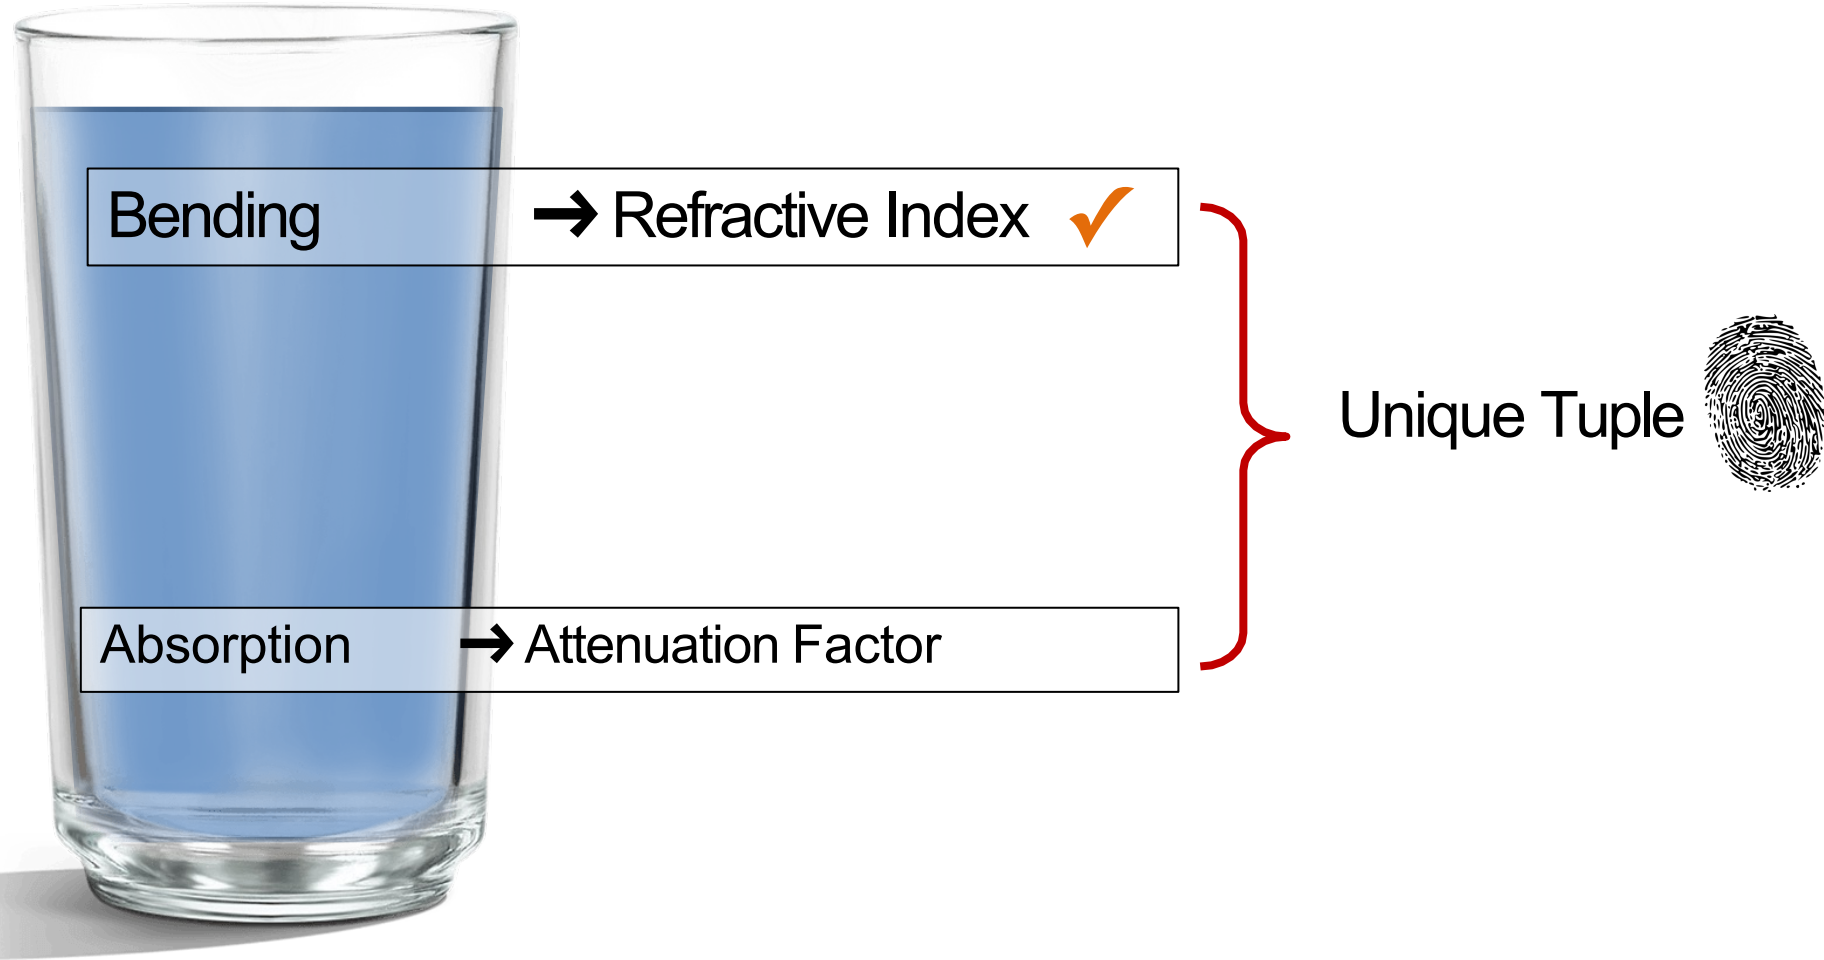 Bending → Refractive Index ✓
Unique Tuple
Absorption → Attenuation Factor